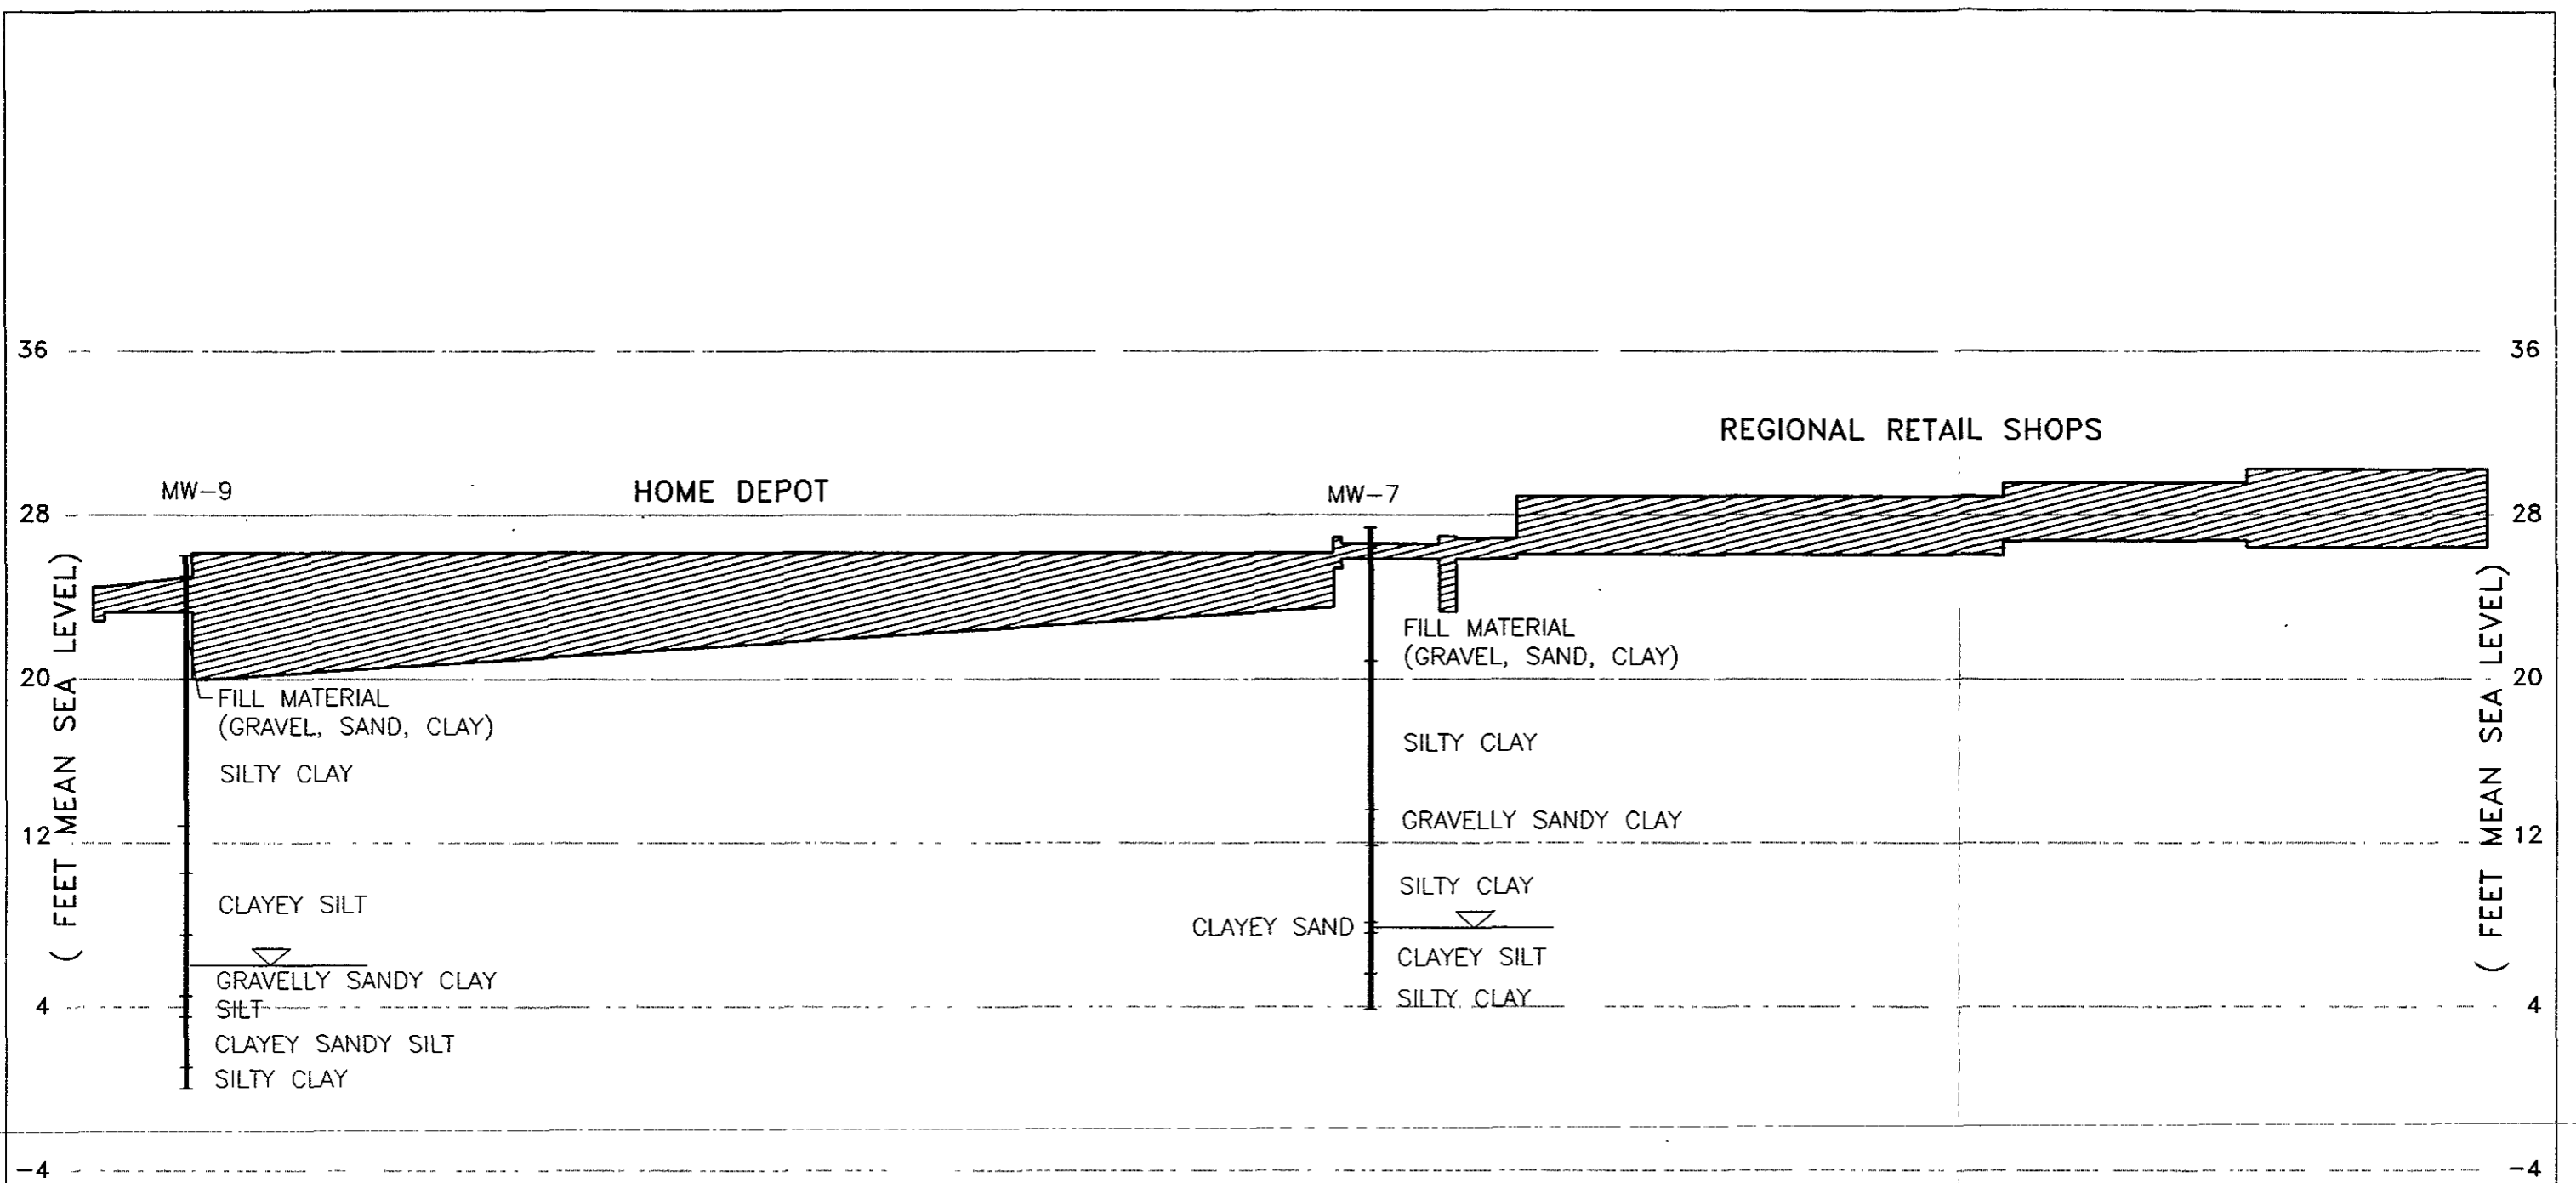 36
36
REGIONAL RETAIL SHOPS
MW-9
HOME DEPOT
MW-7
28
28
( FEET MEAN SEA LEVEL)
( FEET MEAN SEA LEVEL)
FILL MATERIAL
(GRAVEL, SAND, CLAY)
20
20
FILL MATERIAL
(GRAVEL, SAND, CLAY)
SILTY CLAY
SILTY CLAY
GRAVELLY SANDY CLAY
12
12
SILTY CLAY
CLAYEY SILT
CLAYEY SAND
CLAYEY SILT
GRAVELLY SANDY CLAY
SILTY CLAY
4
SILT
4
CLAYEY SANDY SILT
SILTY CLAY
-4
-4